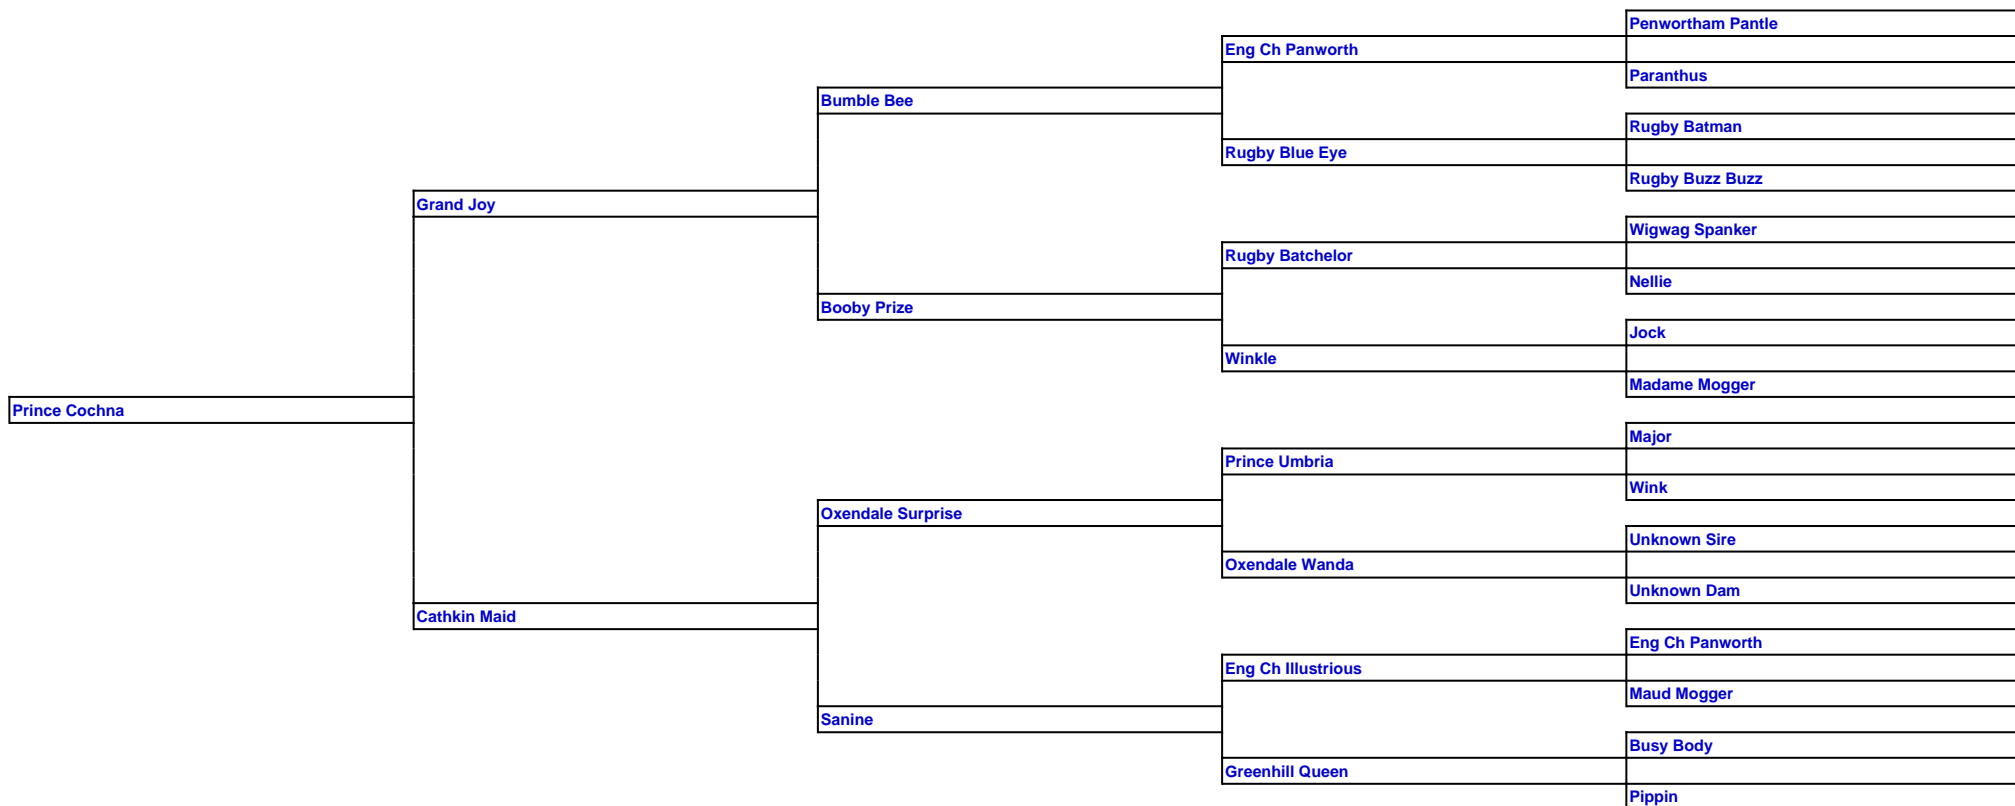 Penwortham Pantle
Eng Ch Panworth
Paranthus
Bumble Bee
Rugby Batman
Rugby Blue Eye
Rugby Buzz Buzz
Grand Joy
Wigwag Spanker
Rugby Batchelor
Nellie
Booby Prize
Jock
Winkle
Madame Mogger
Prince Cochna
Major
Prince Umbria
Wink
Oxendale Surprise
Unknown Sire
Oxendale Wanda
Unknown Dam
Cathkin Maid
Eng Ch Panworth
Eng Ch Illustrious
Maud Mogger
Sanine
Busy Body
Greenhill Queen
Pippin